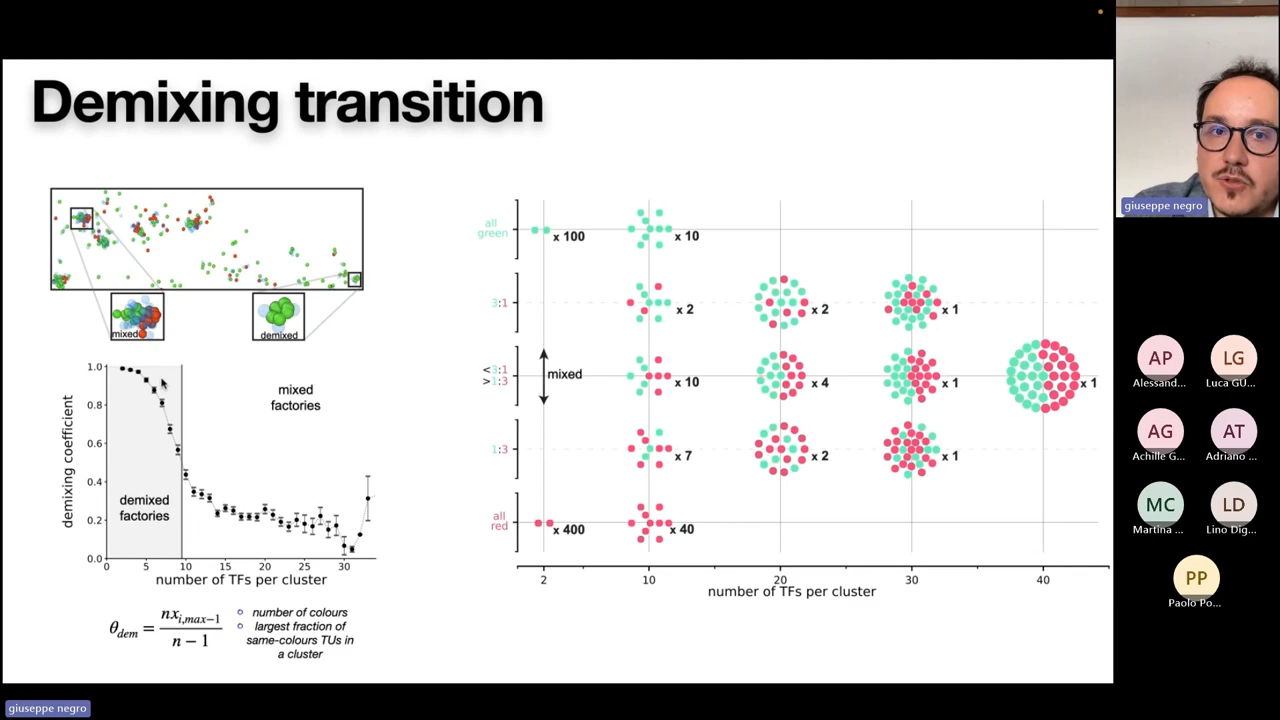 Demixing transition
mixed
demixed
1.0
0.8
0.6
0.4
0.2
0.0
demixing coefficient
demixed
factories
mixed
factories
0 5 10 15 20 25 30
number of TFs per cluster
θdem = nxi,max−1 / n − 1
number of colours
largest fraction of
same-colours TUs in
a cluster
all
green
x 100
x 10
3:1
x 2
x 2
x 1
< 3:1
> 1:3
mixed
x 10
x 4
x 1
x 1
1:3
x 7
x 2
x 1
all
red
x 400
x 40
2 10 20 30 40
number of TFs per cluster
giuseppe negro
AP
Alessand...
LG
Luca GU...
AG
Achille G...
AT
Adriano ...
MC
Martina ...
LD
Lino Dig...
PP
Paolo Po...
giuseppe negro